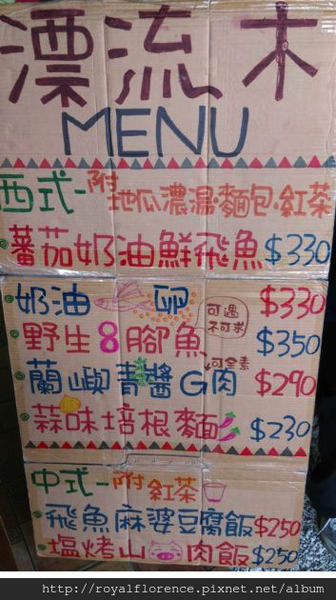 漂流木
MENU
西式-附地瓜濃湯·麵包·紅茶
蕃茄奶油鮮飛魚 $330
奶油 卵 可遇不可求 $330
野生8腳魚 $350
蘭嶼青醬G肉 可全素 $290
蒜味培根麵 $230
中式-附紅茶
飛魚麻婆豆腐飯 $250
塩烤山肉飯 $250
http://royalflorence.pixnet.net/album